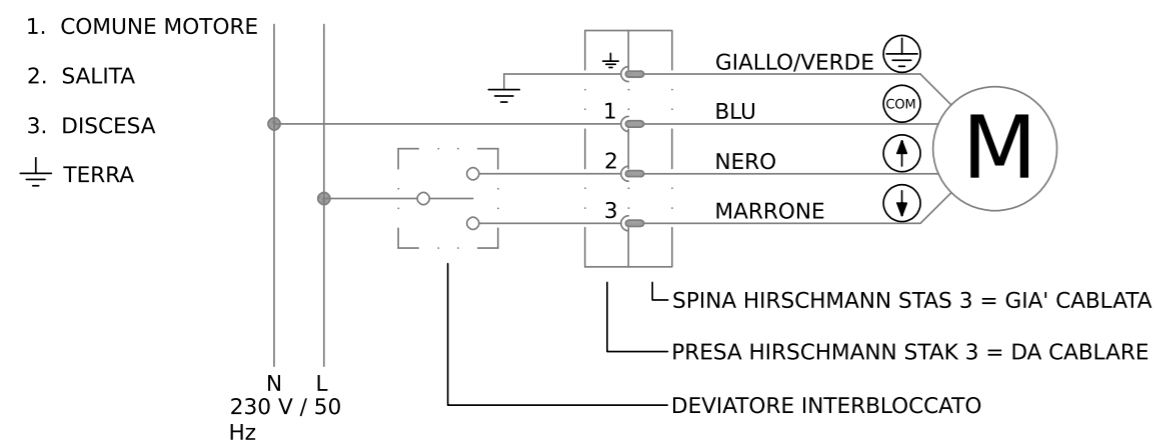 1. COMUNE MOTORE
2. SALITA
3. DISCESA
TERRA
GIALLO/VERDE
1 BLU COM
2 NERO
3 MARRONE
M
SPINA HIRSCHMANN STAS 3 = GIA' CABLATA
PRESA HIRSCHMANN STAK 3 = DA CABLARE
DEVIATORE INTERBLOCCATO
N L
230 V / 50
Hz